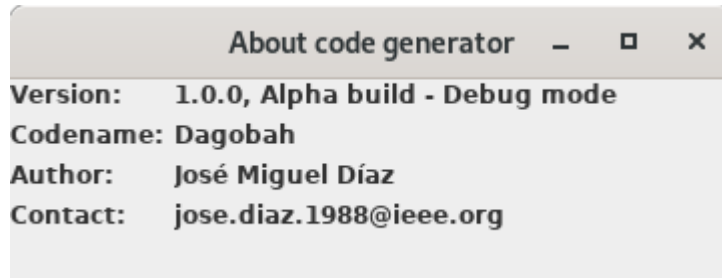 About code generator
Version: 1.0.0, Alpha build - Debug mode
Codename: Dagobah
Author: José Miguel Díaz
Contact: jose.diaz.1988@ieee.org